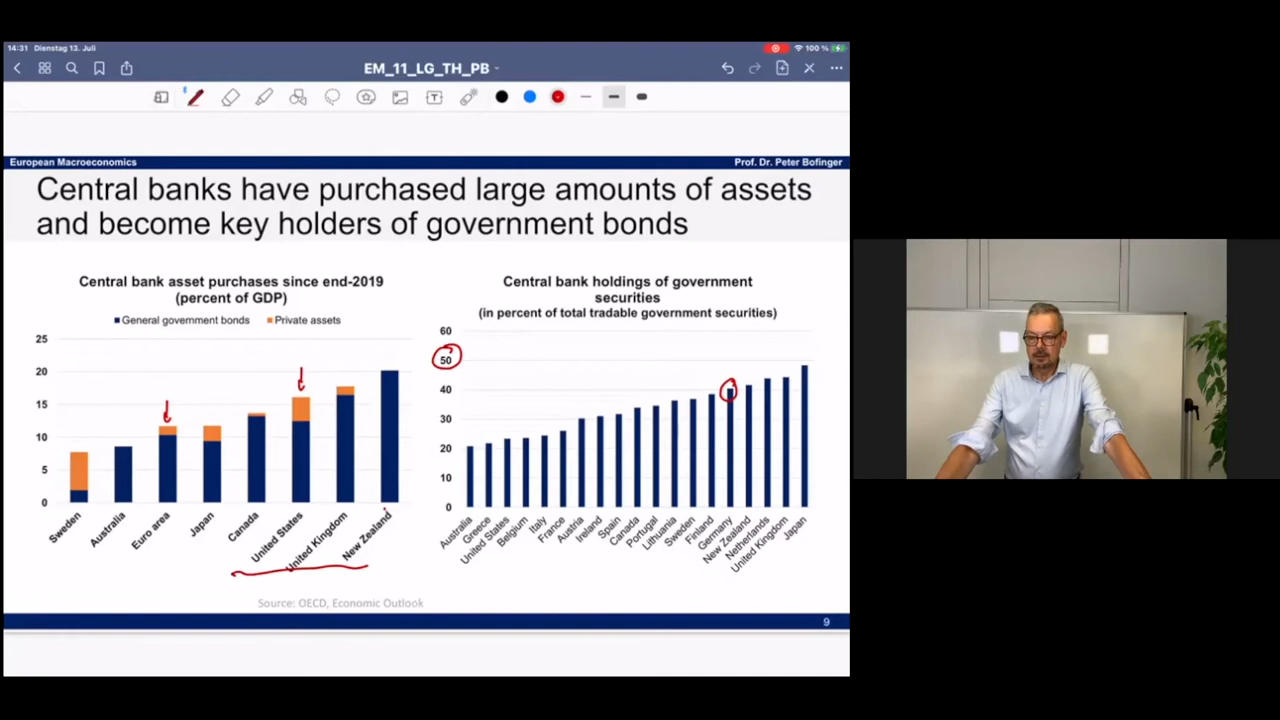 14:31 Dienstag 13. Juli
100 %
EM_11_LG_TH_PB
T
European Macroeconomics
Prof. Dr. Peter Bofinger
Central banks have purchased large amounts of assets
and become key holders of government bonds
Central bank asset purchases since end-2019
(percent of GDP)
General government bonds
Private assets
25
20
15
10
5
0
Sweden
Australia
Euro area
Japan
Canada
United States
United Kingdom
New Zealand
Central bank holdings of government
securities
(in percent of total tradable government securities)
60
50
40
30
20
10
0
Australia
Greece
United States
Belgium
Italy
France
Austria
Ireland
Spain
Canada
Portugal
Lithuania
Sweden
Finland
Germany
New Zealand
Netherlands
United Kingdom
Japan
Source: OECD, Economic Outlook
9